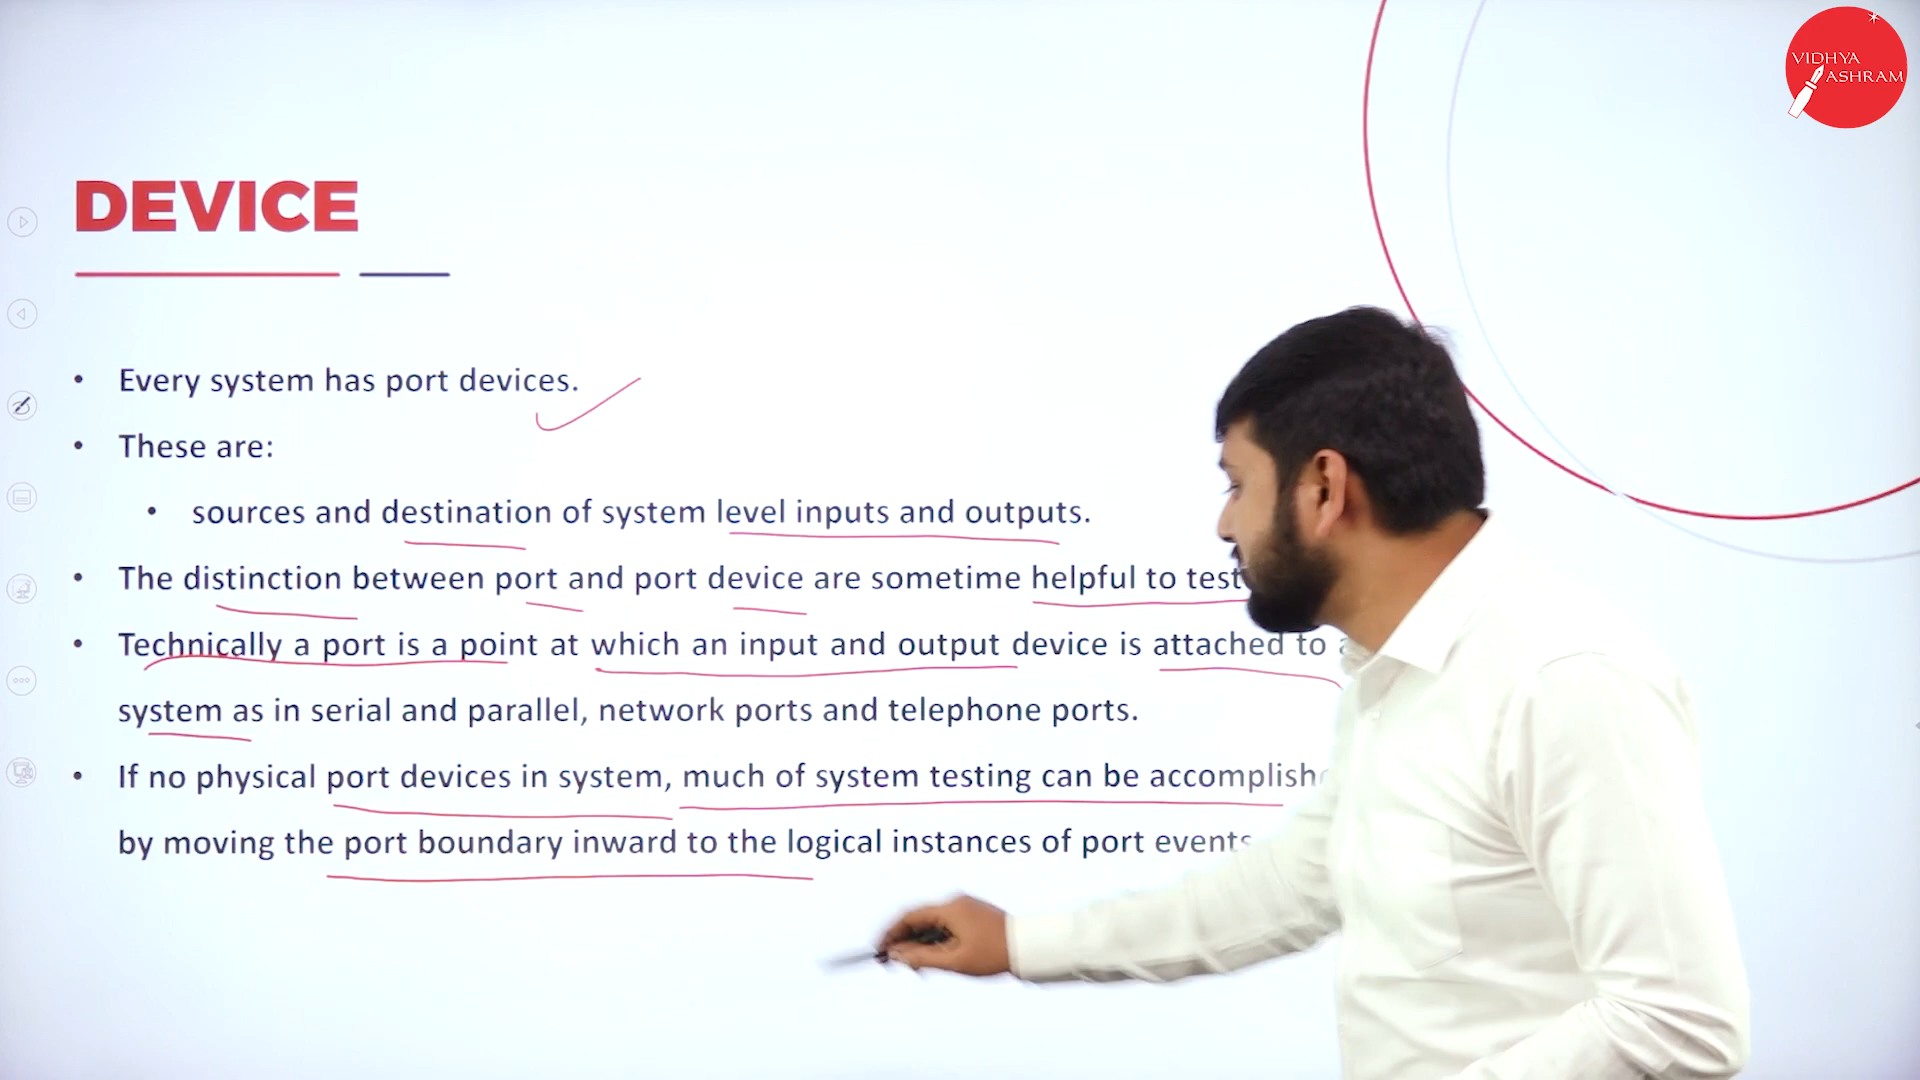 VIDHYA
ASHRAM
DEVICE
• Every system has port devices.
• These are:
• sources and destination of system level inputs and outputs.
• The distinction between port and port device are sometime helpful to
• Technically a port is a point at which an input and output device is attached to
system as in serial and parallel, network ports and telephone ports.
• If no physical port devices in system, much of system testing can be
by moving the port boundary inward to the logical instances of port events